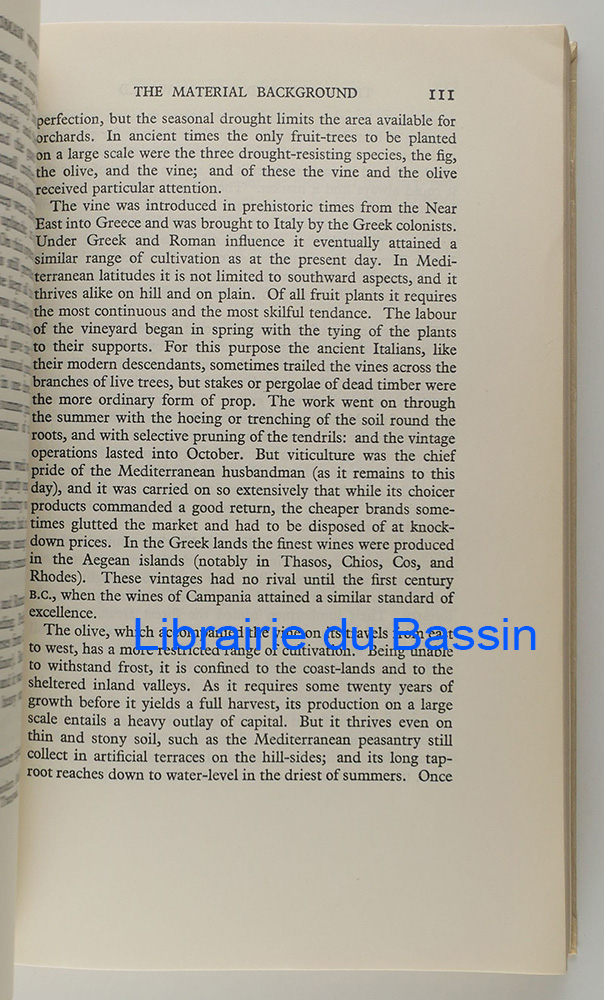 THE MATERIAL BACKGROUND 111
perfection, but the seasonal drought limits the area available for
orchards. In ancient times the only fruit-trees to be planted
on a large scale were the three drought-resisting species, the fig,
the olive, and the vine; and of these the vine and the olive
received particular attention.
The vine was introduced in prehistoric times from the Near
East into Greece and was brought to Italy by the Greek colonists.
Under Greek and Roman influence it eventually attained a
similar range of cultivation as at the present day. In Medi-
terranean latitudes it is not limited to southward aspects, and it
thrives alike on hill and on plain. Of all fruit plants it requires
the most continuous and the most skilful tendance. The labour
of the vineyard began in spring with the tying of the plants
to their supports. For this purpose the ancient Italians, like
their modern descendants, sometimes trailed the vines across the
branches of live trees, but stakes or pergolae of dead timber were
the more ordinary form of prop. The work went on through
the summer with the hoeing or trenching of the soil round the
roots, and with selective pruning of the tendrils: and the vintage
operations lasted into October. But viticulture was the chief
pride of the Mediterranean husbandman (as it remains to this
day), and it was carried on so extensively that while its choicer
products commanded a good return, the cheaper brands some-
times glutted the market and had to be disposed of at knock-
down prices. In the Greek lands the finest wines were produced
in the Aegean islands (notably in Thasos, Chios, Cos, and
Rhodes). These vintages had no rival until the first century
B.C., when the wines of Campania attained a similar standard of
excellence.
The olive, which accompanied the vine on its travels from east
Librairie du Bassin
to west, has a more restricted range of cultivation. Being unable
to withstand frost, it is confined to the coast-lands and to the
sheltered inland valleys. As it requires some twenty years of
growth before it yields a full harvest, its production on a large
scale entails a heavy outlay of capital. But it thrives even on
thin and stony soil, such as the Mediterranean peasantry still
collect in artificial terraces on the hill-sides; and its long tap-
root reaches down to water-level in the driest of summers. Once